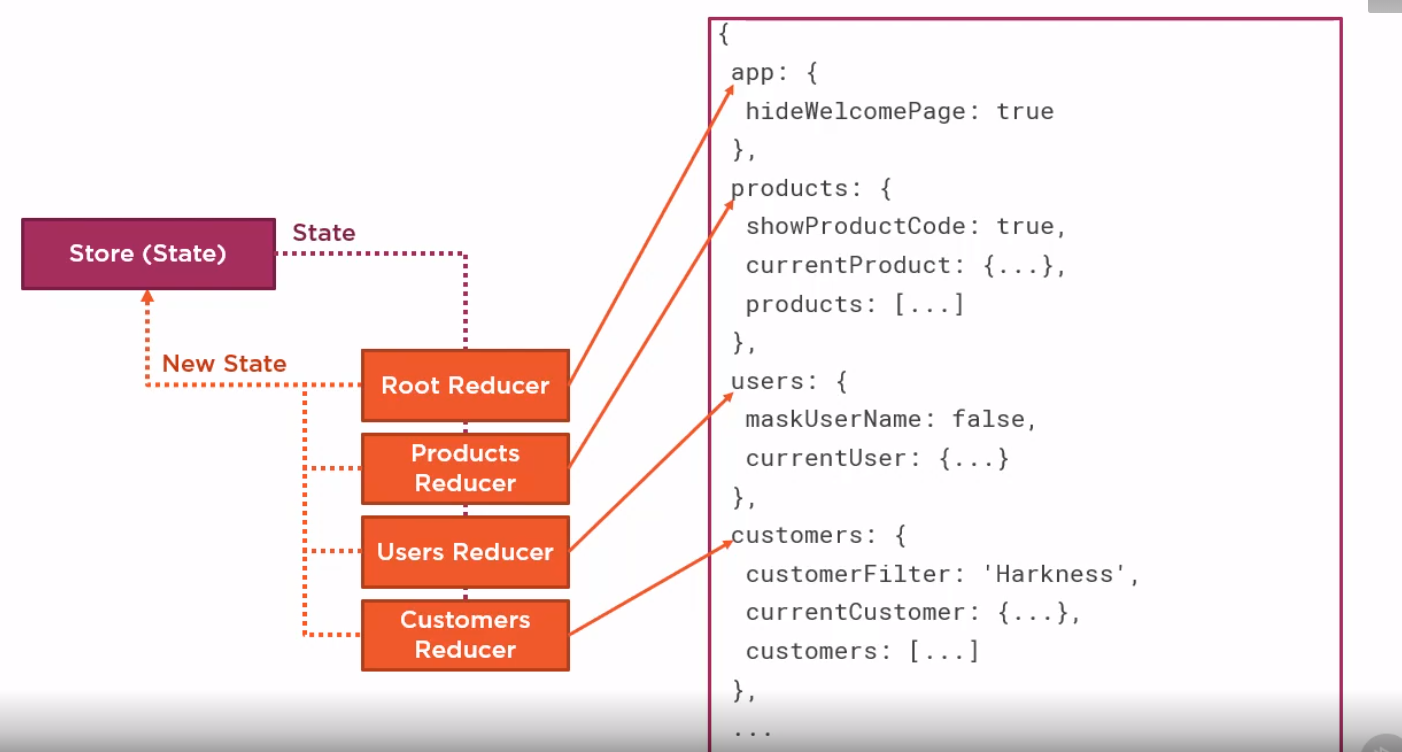 Store (State)
State
New State
Root Reducer
Products
Reducer
Users Reducer
Customers
Reducer
{
app: {
hideWelcomePage: true
},
products: {
showProductCode: true,
currentProduct: {...},
products: [...]
},
users: {
maskUserName: false,
currentUser: {...}
},
customers: {
customerFilter: 'Harkness',
currentCustomer: {...},
customers: [...]
},
...